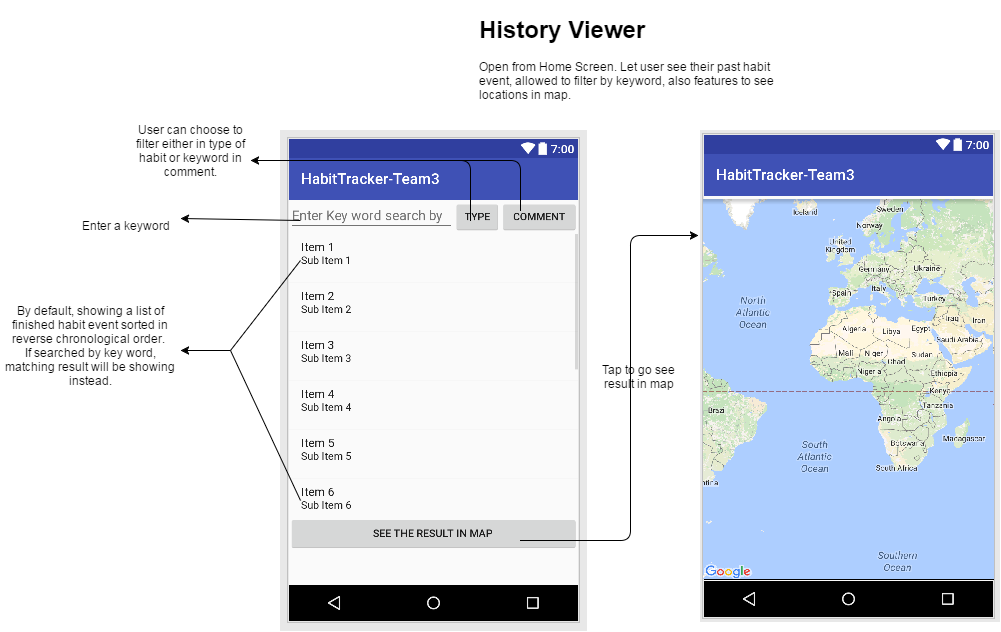 History Viewer
Open from Home Screen. Let user see their past habit
event, allowed to filter by keyword, also features to see
locations in map.
User can choose to
filter either in type of
habit or keyword in
comment.
Enter a keyword
By default, showing a list of
finished habit event sorted in
reverse chronological order.
If searched by key word,
matching result will be showing
instead.
7:00
HabitTracker-Team3
Enter Key word search by
TYPE
COMMENT
Item 1
Sub Item 1
Item 2
Sub Item 2
Item 3
Sub Item 3
Item 4
Sub Item 4
Item 5
Sub Item 5
Item 6
Sub Item 6
SEE THE RESULT IN MAP
Tap to go see
result in map
7:00
HabitTracker-Team3
Iceland
Sweden
Norway
United
Kingdom
Germany
Ukraine
Spain
Italy
Turkey
North
Atlantic
Ocean
Iraq
Iran
Algeria
Libya
Egypt
Saudi Arabia
Mali
Niger
Chad
Sudan
Nigeria
Ethiopia
Kenya
Brazi
Tanzania
Angola
South
Atlantic
Ocean
Botswana
Madagascar
South Africa
ntina
Southern
Ocean
Google